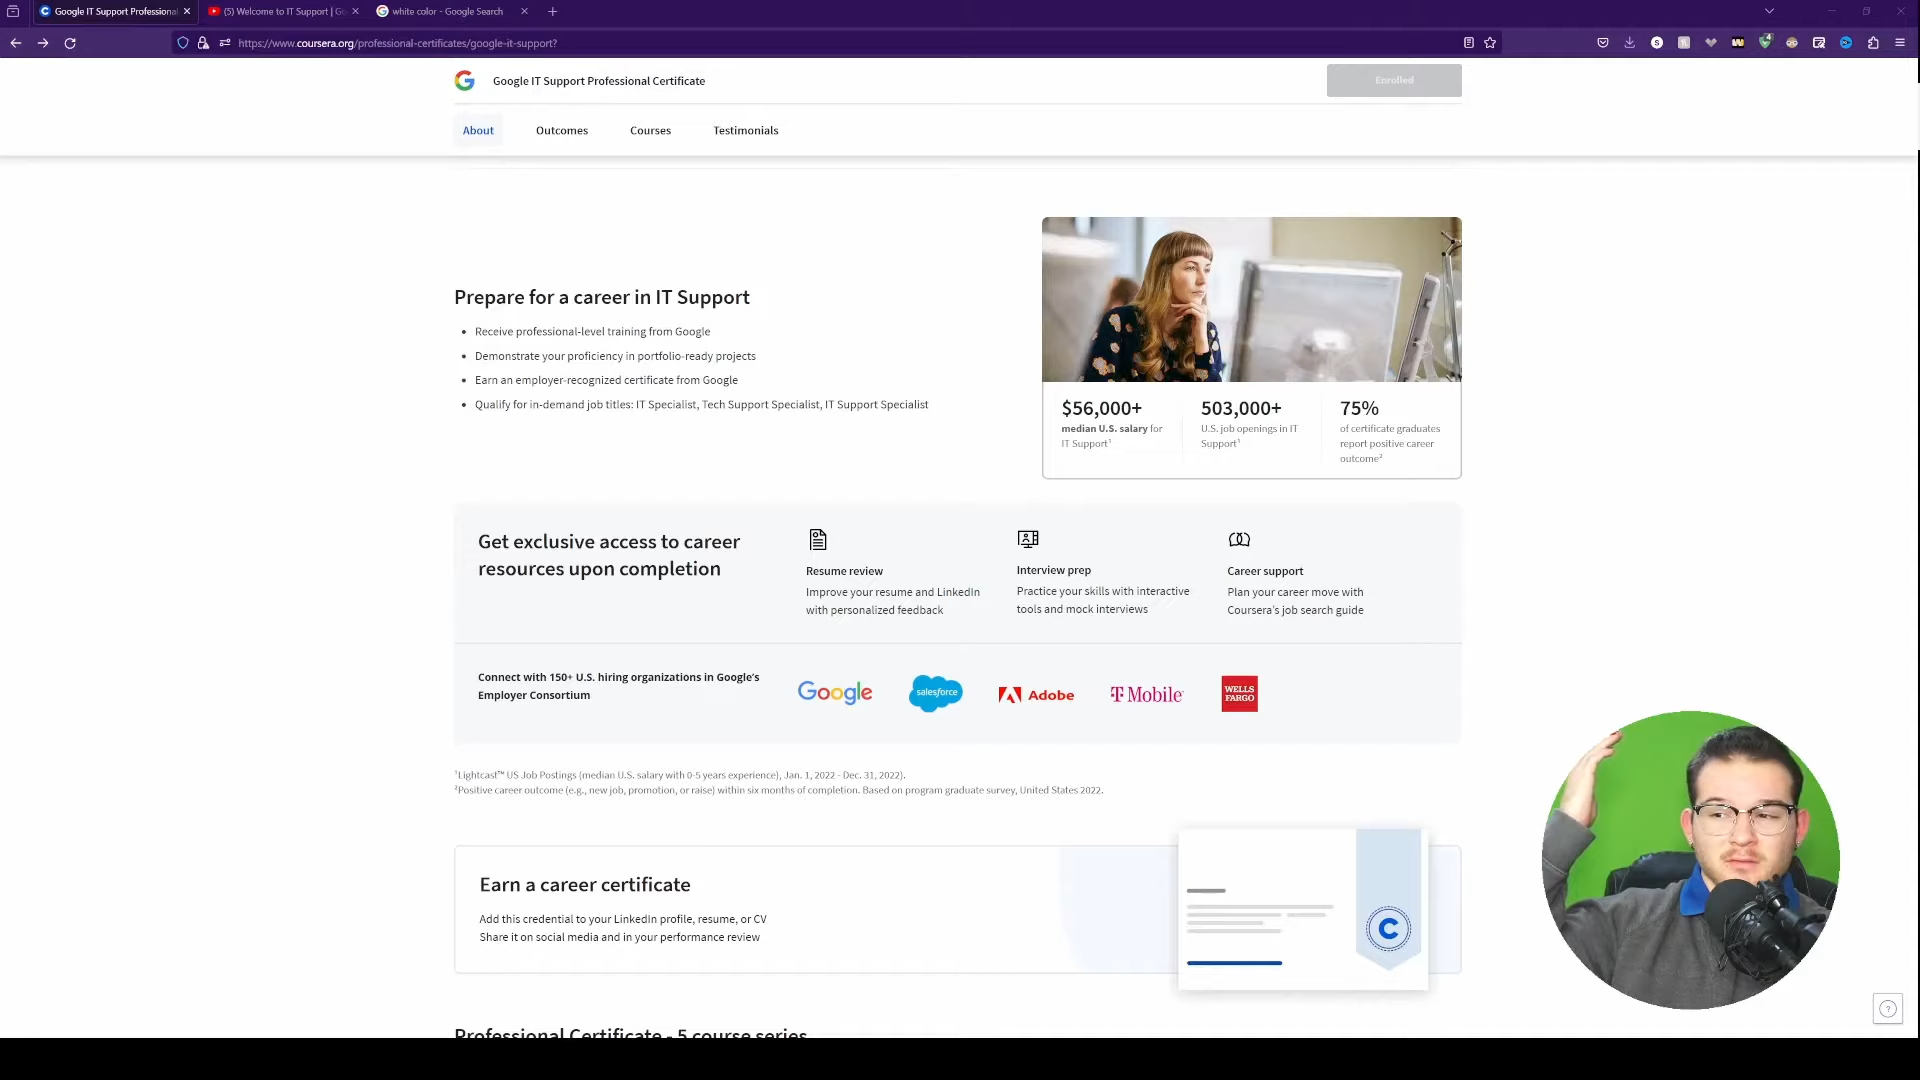 Google IT Support Professional
(5) Welcome to IT Support | Go
white color - Google Search
https://www.coursera.org/professional-certificates/google-it-support?
Google IT Support Professional Certificate
Enrolled
About
Outcomes
Courses
Testimonials
Prepare for a career in IT Support
• Receive professional-level training from Google
• Demonstrate your proficiency in portfolio-ready projects
• Earn an employer-recognized certificate from Google
• Qualify for in-demand job titles: IT Specialist, Tech Support Specialist, IT Support Specialist
$56,000+
median U.S. salary for
IT Support¹
503,000+
U.S. job openings in IT
Support¹
75%
of certificate graduates
report positive career
outcome²
Get exclusive access to career
resources upon completion
Resume review
Improve your resume and LinkedIn
with personalized feedback
Interview prep
Practice your skills with interactive
tools and mock interviews
Career support
Plan your career move with
Coursera's job search guide
Connect with 150+ U.S. hiring organizations in Google's
Employer Consortium
Google
salesforce
Adobe
T Mobile
WELLS
FARGO
¹Lightcast™ US Job Postings (median U.S. salary with 0-5 years experience), Jan. 1, 2022 - Dec. 31, 2022).
²Positive career outcome (e.g., new job, promotion, or raise) within six months of completion. Based on program graduate survey, United States 2022.
Earn a career certificate
Add this credential to your LinkedIn profile, resume, or CV
Share it on social media and in your performance review
C
Professional Certificate - 5 course series